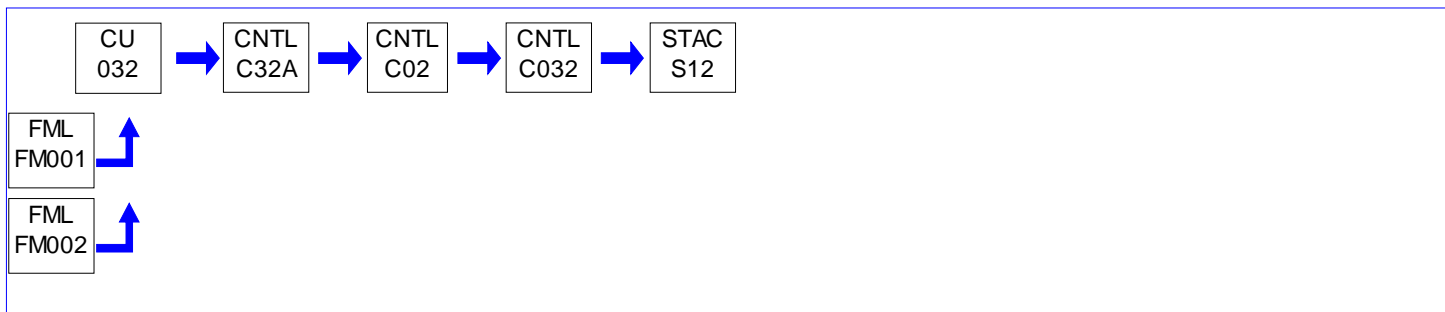 CU
032
CNTL
C32A
CNTL
C02
CNTL
C032
STAC
S12
FML
FM001
FML
FM002